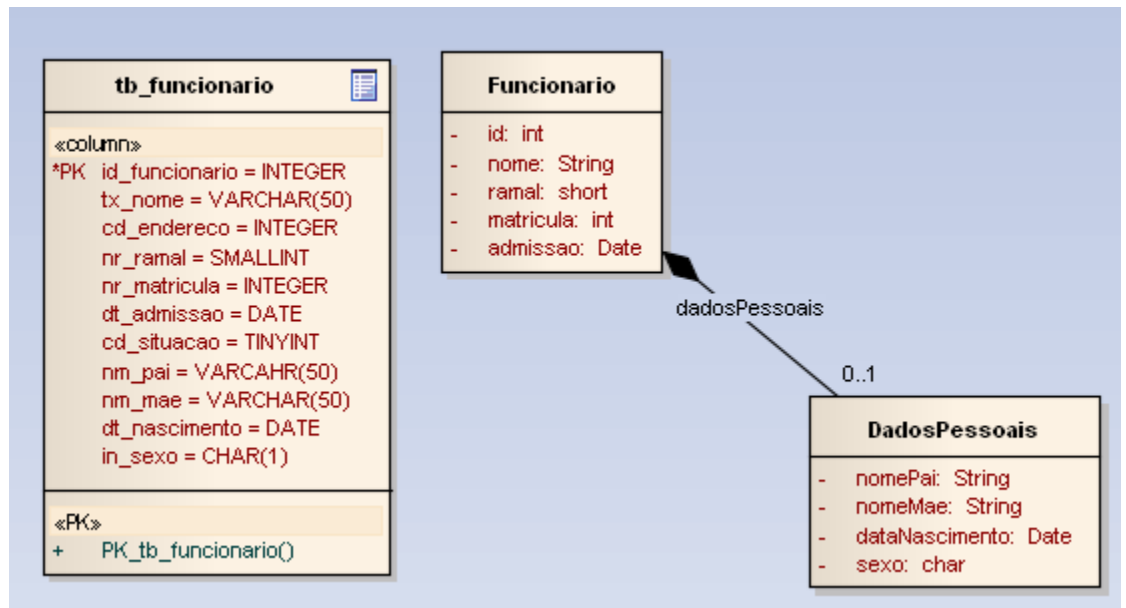 tb_funcionario
«column»
*PK id_funcionario = INTEGER
tx_nome = VARCHAR(50)
cd_endereco = INTEGER
nr_ramal = SMALLINT
nr_matricula = INTEGER
dt_admissao = DATE
cd_situacao = TINYINT
nm_pai = VARCAHR(50)
nm_mae = VARCHAR(50)
dt_nascimento = DATE
in_sexo = CHAR(1)
«PK»
+ PK_tb_funcionario()
Funcionario
- id: int
- nome: String
- ramal: short
- matricula: int
- admissao: Date
dadosPessoais
0..1
DadosPessoais
- nomePai: String
- nomeMae: String
- dataNascimento: Date
- sexo: char